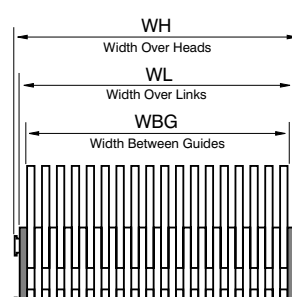 WH
Width Over Heads
WL
Width Over Links
WBG
Width Between Guides